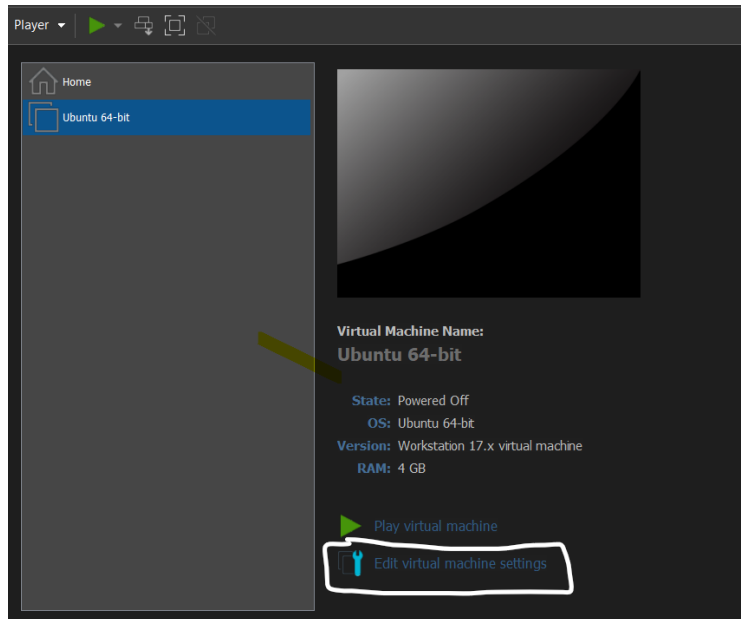 Player
Home
Ubuntu 64-bit
Virtual Machine Name:
Ubuntu 64-bit
State: Powered Off
OS: Ubuntu 64-bit
Version: Workstation 17.x virtual machine
RAM: 4 GB
Play virtual machine
Edit virtual machine settings